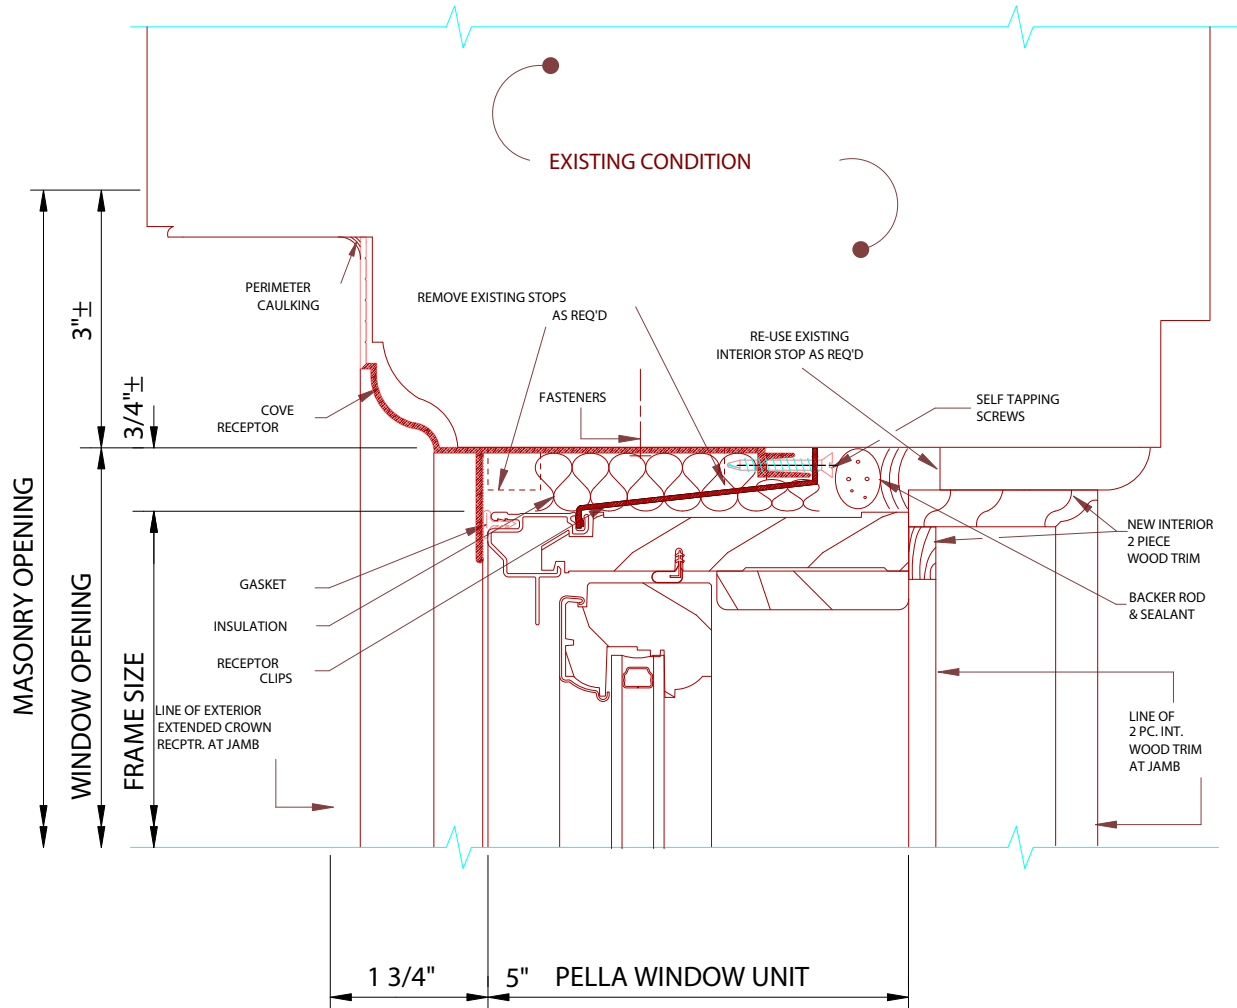 EXISTING CONDITION
PERIMETER
CAULKING
REMOVE EXISTING STOPS
AS REQ'D
RE-USE EXISTING
INTERIOR STOP AS REQ'D
SELF TAPPING
SCREWS
FASTENERS
COVE
RECEPTOR
3"±
3/4"±
MASONRY OPENING
WINDOW OPENING
FRAME SIZE
GASKET
INSULATION
RECEPTOR
CLIPS
NEW INTERIOR
2 PIECE
WOOD TRIM
BACKER ROD
& SEALANT
LINE OF EXTERIOR
EXTENDED CROWN
RECPTR. AT JAMB
LINE OF
2 PC. INT.
WOOD TRIM
AT JAMB
1 3/4"
5" PELLA WINDOW UNIT